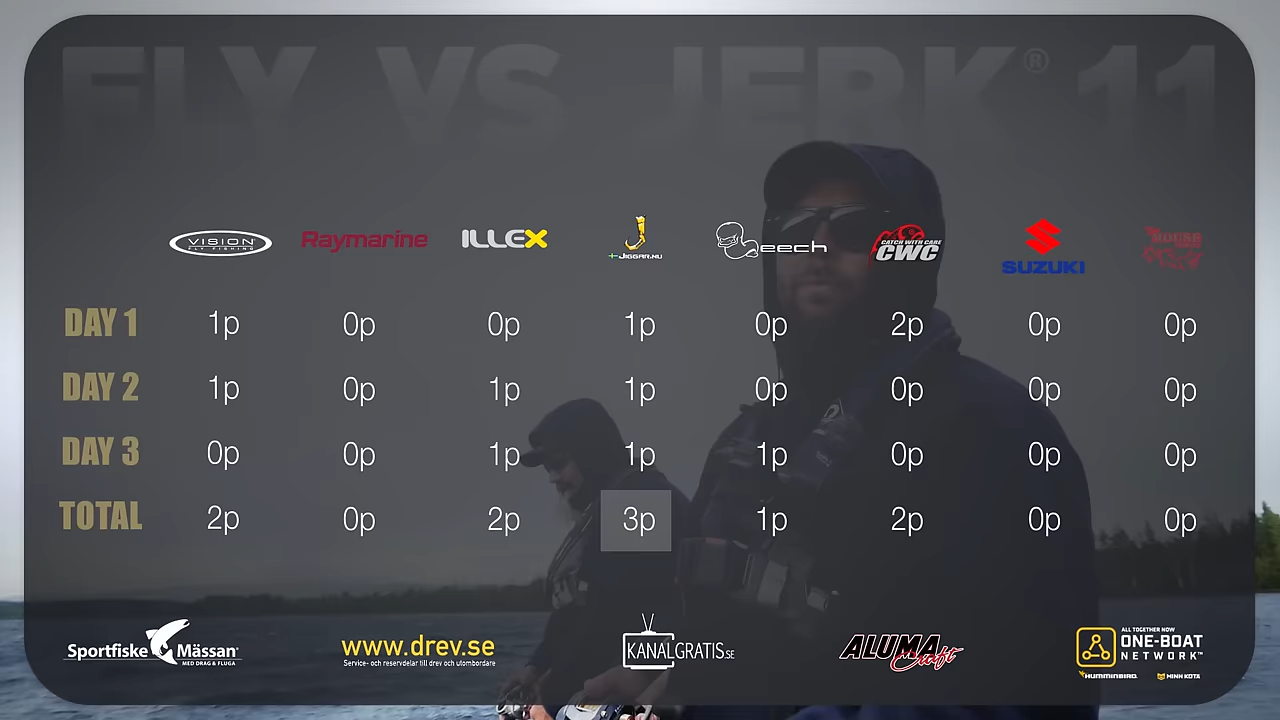 FLY VS JERK® 11
VISION
FLY FISHING
Raymarine
ILLEX
JIGGAR.NU
eech
CATCH WITH CARE
CWC
SUZUKI
DAY 1 1p 0p 0p 1p 0p 2p 0p 0p
DAY 2 1p 0p 1p 1p 0p 0p 0p 0p
DAY 3 0p 0p 1p 1p 1p 0p 0p 0p
TOTAL 2p 0p 2p 3p 1p 2p 0p 0p
Sportfiske Mässan
MED DRAG & FLUGA
www.drev.se
Service- och reservdelar till drev och utombordare
KANALGRATIS.SE
ALUMA
Craft
ALL TOGETHER NOW
ONE-BOAT
NETWORK™
HUMMINBIRD
MINN KOTA